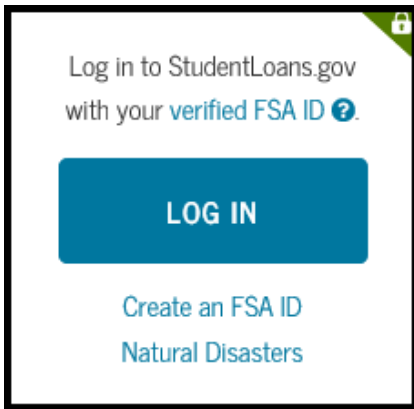 Log in to StudentLoans.gov
with your verified FSA ID ?.
LOG IN
Create an FSA ID
Natural Disasters